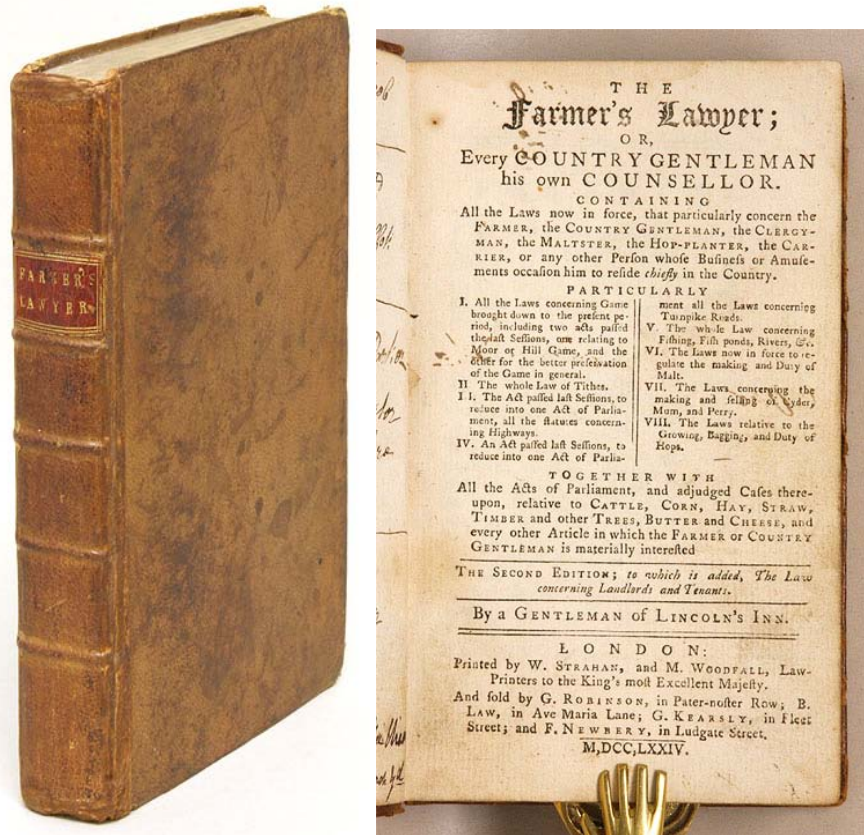 FARMER'S
LAWYER.
THE
Farmer's Lawyer;
OR,
Every COUNTRY GENTLEMAN
his own COUNSELLOR.
CONTAINING
All the Laws now in force, that particularly concern the
FARMER, the COUNTRY GENTLEMAN, the CLERGY-
MAN, the MALTSTER, the HOP-PLANTER, the CAR-
RIER, or any other Perſon whoſe Buſineſs or Amuſe-
ments occaſion him to reſide chiefly in the Country.
PARTICULARLY
I. All the Laws concerning Game
brought down to the preſent pe-
riod, including two acts paſſed
the laſt Seſſions, one relating to
Moor or Hill Game, and the
other for the better preſervation
of the Game in general.
II The whole Law of Tithes.
I I. The Act paſſed laſt Seſſions, to
reduce into one Act of Parlia-
ment, all the ſtatutes concern-
ing Highways.
IV. An Act paſſed laſt Seſſions, to
reduce into one Act of Parlia-
ment all the Laws concerning
Turnpike Roads.
V. The whole Law concerning
Fiſhing, Fiſh ponds, Rivers, &c.
VI. The Laws now in force to re-
gulate the making and Duty of
Malt.
VII. The Laws concerning the
making and ſelling of Cyder,
Mum, and Perry.
VIII. The Laws relative to the
Growing, Bagging, and Duty of
Hops.
TOGETHER WITH
All the Acts of Parliament, and adjudged Caſes there-
upon, relative to CATTLE, CORN, HAY, STRAW,
TIMBER and other TREES, BUTTER and CHEESE, and
every other Article in which the FARMER or COUNTRY
GENTLEMAN is materially intereſted
THE SECOND EDITION; to which is added, The Law
concerning Landlords and Tenants.
By a GENTLEMAN of LINCOLN'S INN.
LONDON:
Printed by W. STRAHAN, and M. WOODFALL, Law-
Printers to the King's moſt Excellent Majeſty.
And ſold by G. ROBINSON, in Pater-noſter Row; B.
LAW, in Ave Maria Lane; G. KEARSLY, in Fleet
Street; and F. NEWBERY, in Ludgate Street.
M,DCC,LXXIV.